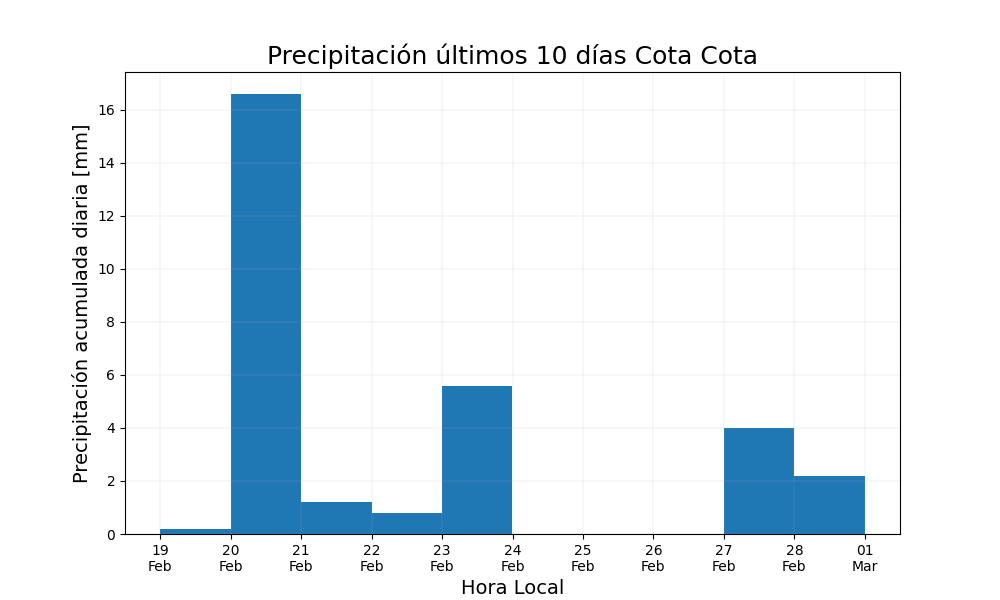 Precipitación últimos 10 días Cota Cota
Precipitación acumulada diaria [mm]
16
14
12
10
8
6
4
2
0
19 20 21 22 23 24 25 26 27 28 01
Feb Feb Feb Feb Feb Feb Feb Feb Feb Feb Mar
Hora Local